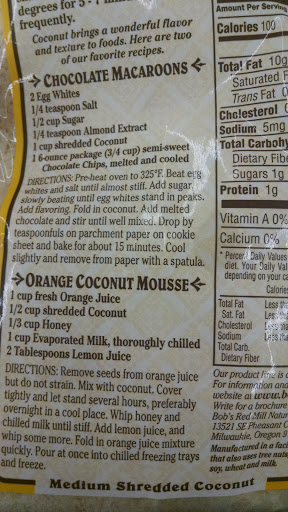 degrees for 5 - 7
frequently.
Coconut brings a wonderful flavor
and texture to foods. Here are two
of our favorite recipes.
CHOCOLATE MACAROONS
2 Egg Whites
1/4 teaspoon Salt
1/2 cup Sugar
1/4 teaspoon Almond Extract
1 cup shredded Coconut
1 6-ounce package (3/4 cup) semi-sweet
Chocolate Chips, melted and cooled
DIRECTIONS: Pre-heat oven to 325°F. Beat egg
whites and salt until almost stiff. Add sugar,
slowly beating until egg whites stand in peaks.
Add flavoring. Fold in coconut. Add melted
chocolate and stir until well mixed. Drop by
teaspoonfuls on parchment paper on cookie
sheet and bake for about 15 minutes. Cool
slightly and remove from paper with a spatula.
ORANGE COCONUT MOUSSE
1 cup fresh Orange Juice
1/2 cup shredded Coconut
1/3 cup Honey
1 cup Evaporated Milk, thoroughly chilled
2 Tablespoons Lemon Juice
DIRECTIONS: Remove seeds from orange juice
but do not strain. Mix with coconut. Cover
tightly and let stand several hours, preferably
overnight in a cool place. Whip honey and
chilled milk until stiff. Add lemon juice, and
whip some more. Fold in orange juice mixture
quickly. Pour at once into chilled freezing trays
and freeze.
Medium Shredded Coconut
Amount Per Serving
Calories 100
Total Fat 10g
Saturated F
Trans Fat 0
Cholesterol
Sodium 5mg
Total Carbohy
Dietary Fibe
Sugars 1g
Protein 1g
Vitamin A 0%
Calcium 0%
* Percent Daily Values
diet. Your Daily Val
depending on your ca
Calories
Total Fat Less tha
Sat. Fat Less tha
Cholesterol Less tha
Sodium Less tha
Total Carb.
Dietary Fiber
Our product line is
For information and
website at www.b
Write for a brochure
Bob's Red Mill Natur
13521 SE Pheasant C
Milwaukie, Oregon 9
Manufactured in a faci
that also uses tree nuts
soy, wheat and milk.